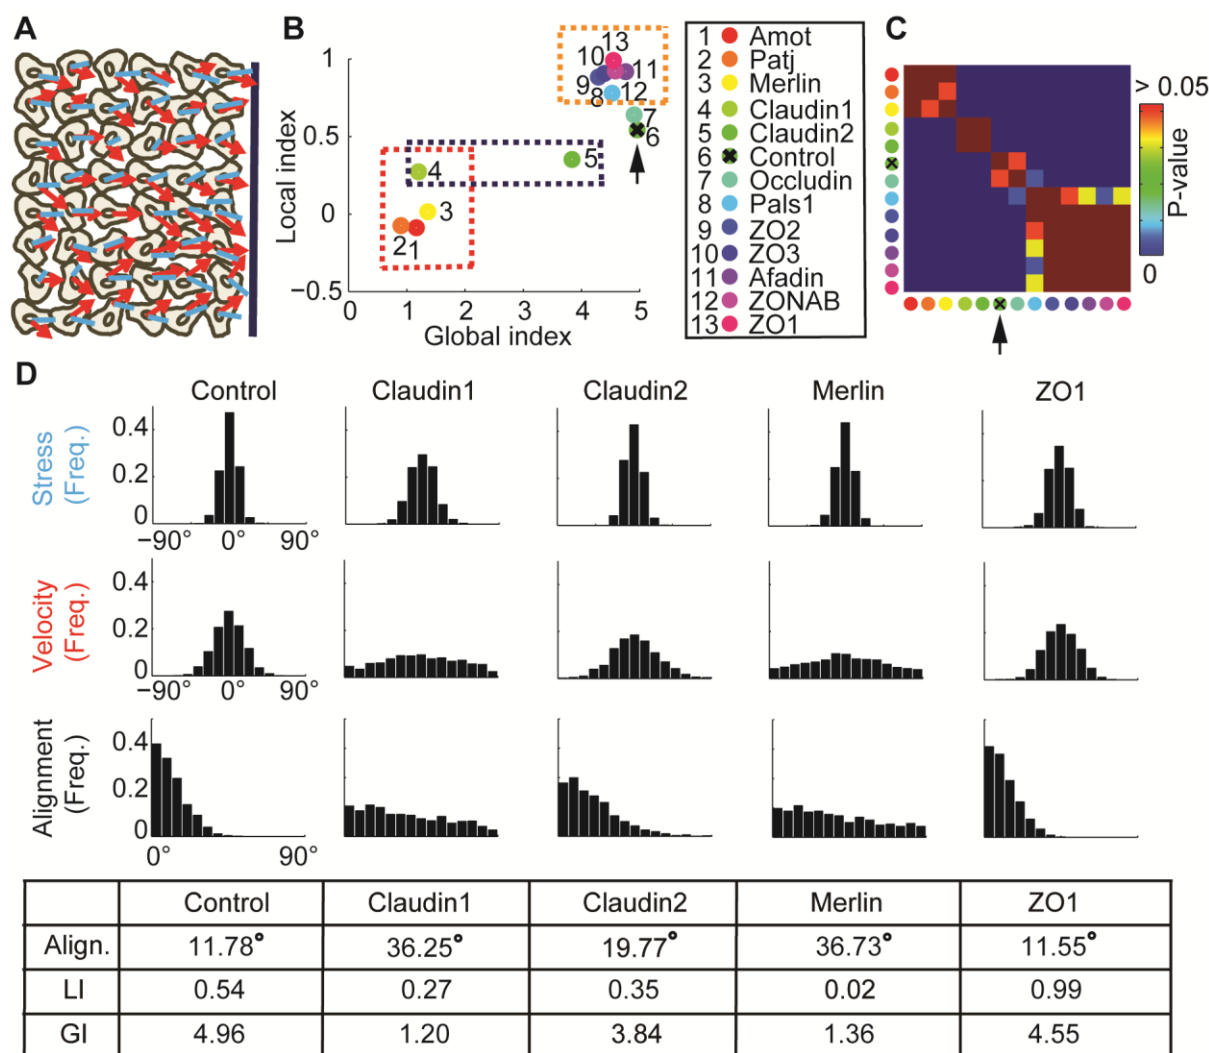 A
B
Local index
1
0.5
0
−0.5
0
1
2
3
4
5
Global index
13
10
11
9
8
12
7
6
5
4
3
2
1
1 Amot
2 Patj
3 Merlin
4 Claudin1
5 Claudin2
6 Control
7 Occludin
8 Pals1
9 ZO2
10 ZO3
11 Afadin
12 ZONAB
13 ZO1
C
> 0.05
P-value
0
D
Control Claudin1 Claudin2 Merlin ZO1
Stress
(Freq.)
0.4
0.2
0
−90° 0° 90°
Velocity
(Freq.)
0.4
0.2
0
−90° 0° 90°
Alignment
(Freq.)
0.4
0.2
0
0° 90°
Control Claudin1 Claudin2 Merlin ZO1
Align. 11.78° 36.25° 19.77° 36.73° 11.55°
LI 0.54 0.27 0.35 0.02 0.99
GI 4.96 1.20 3.84 1.36 4.55